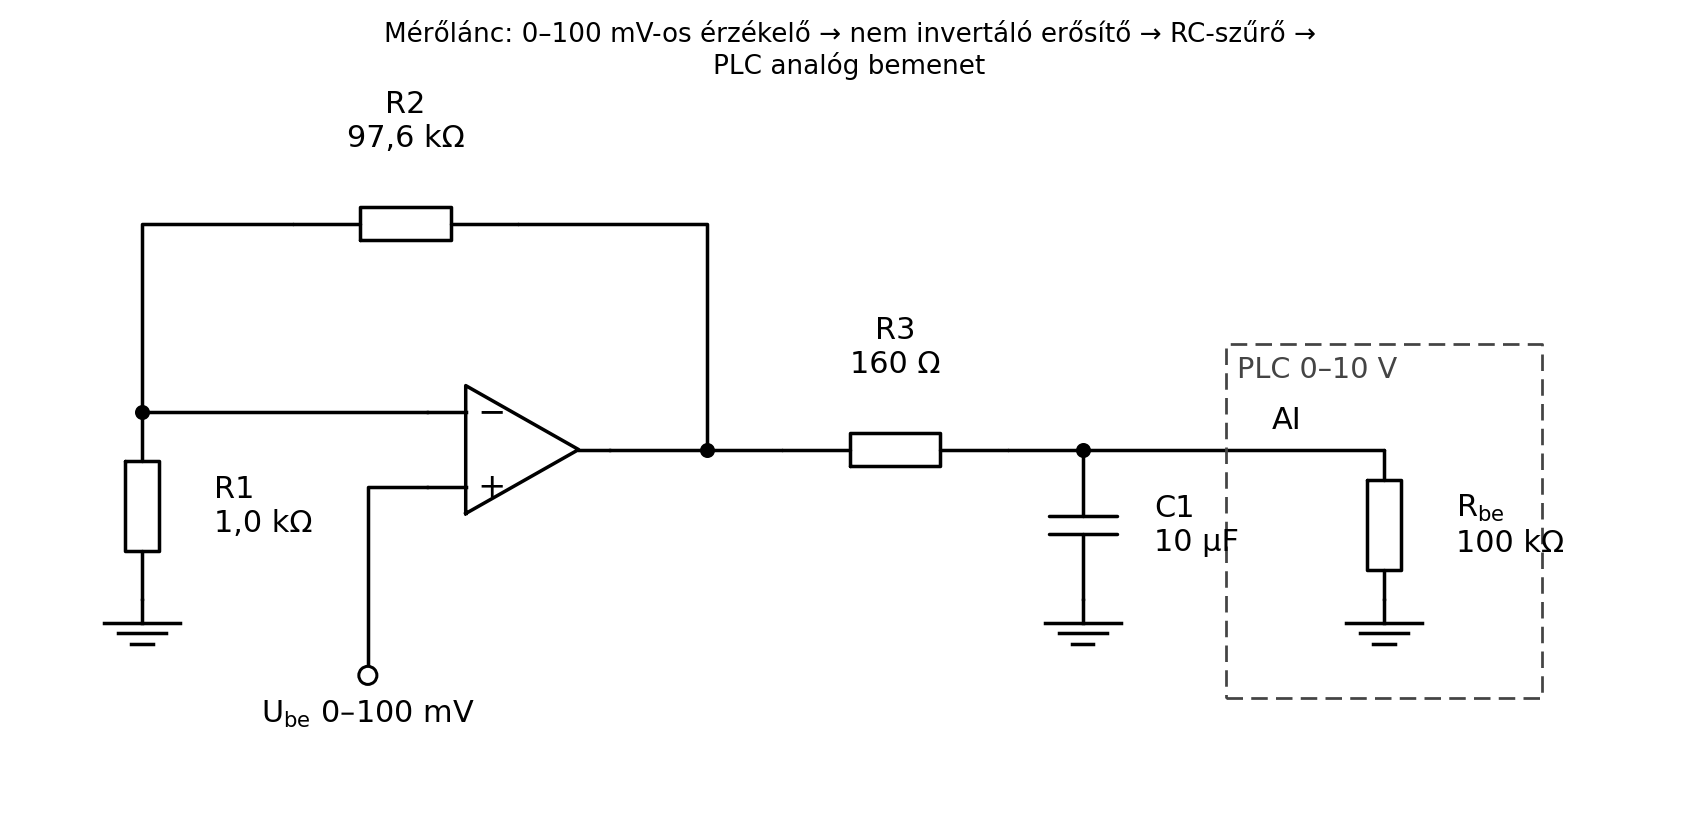 Mérőlánc: 0–100 mV-os érzékelő → nem invertáló erősítő → RC-szűrő →
PLC analóg bemenet
R2
97,6 kΩ
R3
160 Ω
PLC 0–10 V
AI
−
+
R1
1,0 kΩ
C1
10 µF
Rbe
100 kΩ
Ube 0–100 mV